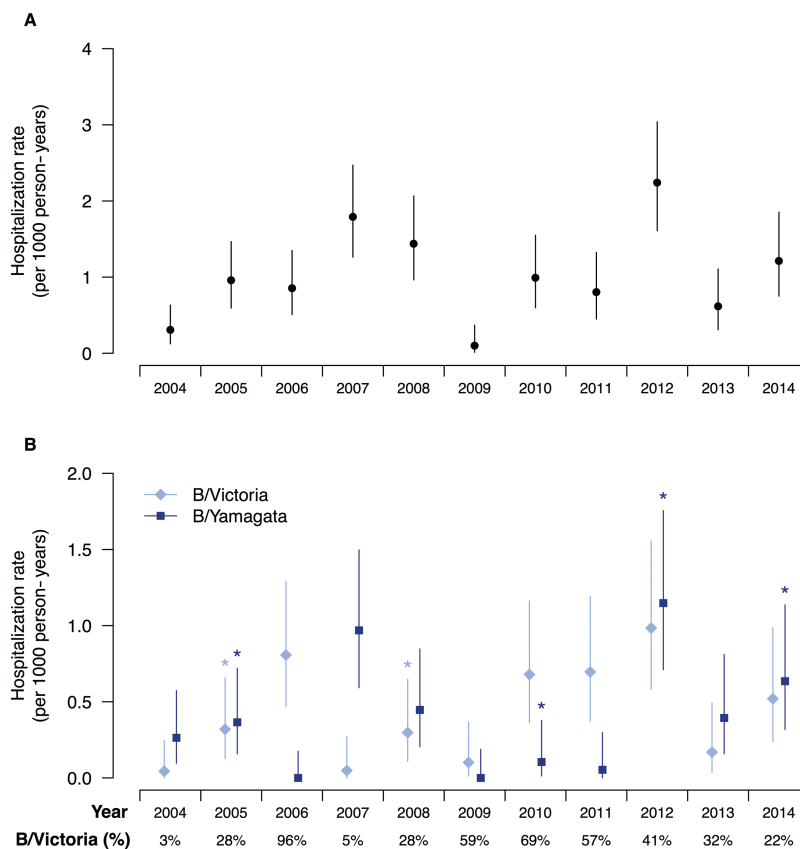 A
4
3
2
1
0
Hospitalization rate
(per 1000 person-years)
2004 2005 2006 2007 2008 2009 2010 2011 2012 2013 2014
B
2.0
1.5
1.0
0.5
0.0
Hospitalization rate
(per 1000 person-years)
B/Victoria
B/Yamagata
* * * * * *
Year 2004 2005 2006 2007 2008 2009 2010 2011 2012 2013 2014
B/Victoria (%) 3% 28% 96% 5% 28% 59% 69% 57% 41% 32% 22%